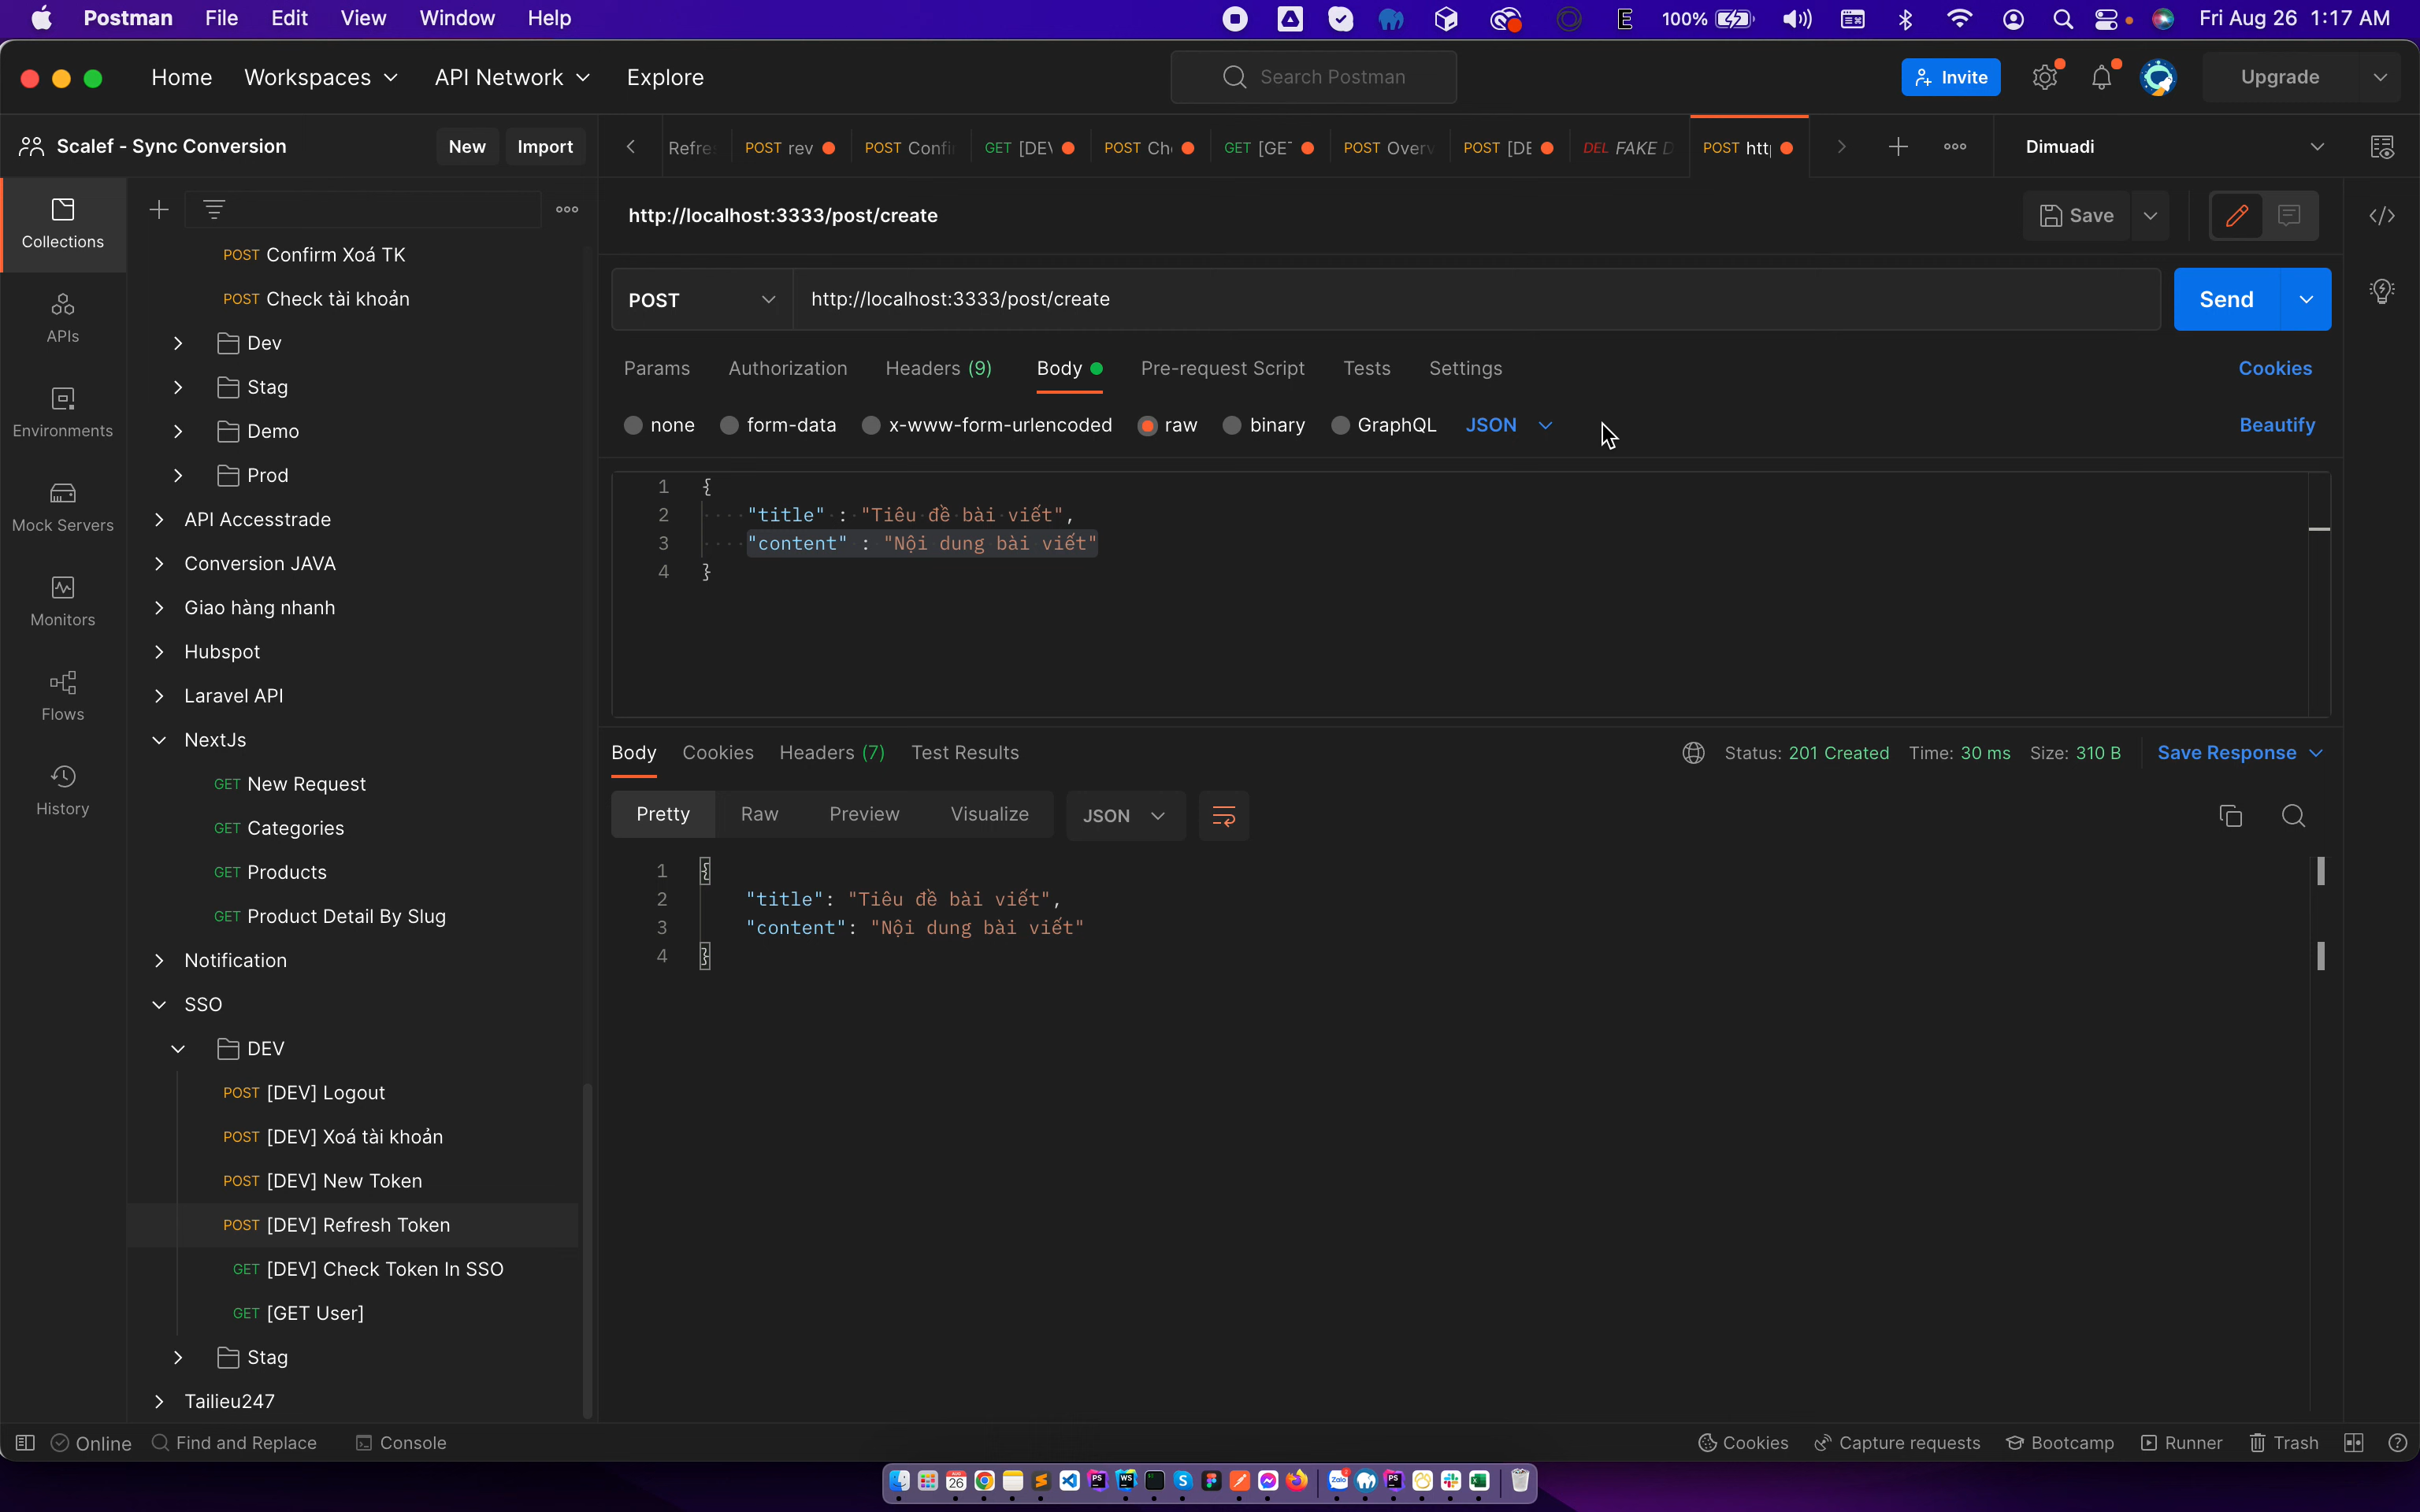 Postman File Edit View Window Help E 100% Fri Aug 26 1:17 AM
Home Workspaces API Network Explore Search Postman Invite Upgrade
Scalef - Sync Conversion New Import Refre POST rev POST Confi GET [DEV POST Che GET [GET POST Overv POST [DE DEL FAKE D POST http Dimuadi
Collections
APIs
Environments
Mock Servers
Monitors
Flows
History
POST Confirm Xoá TK
POST Check tài khoản
Dev
Stag
Demo
Prod
API Accesstrade
Conversion JAVA
Giao hàng nhanh
Hubspot
Laravel API
NextJs
GET New Request
GET Categories
GET Products
GET Product Detail By Slug
Notification
SSO
DEV
POST [DEV] Logout
POST [DEV] Xoá tài khoản
POST [DEV] New Token
POST [DEV] Refresh Token
GET [DEV] Check Token In SSO
GET [GET User]
Stag
Tailieu247
http://localhost:3333/post/create Save
POST http://localhost:3333/post/create Send
Params Authorization Headers (9) Body Pre-request Script Tests Settings Cookies
none form-data x-www-form-urlencoded raw binary GraphQL JSON Beautify
1 {
2 "title" : "Tiêu đề bài viết",
3 "content" : "Nội dung bài viết"
4 }
Body Cookies Headers (7) Test Results Status: 201 Created Time: 30 ms Size: 310 B Save Response
Pretty Raw Preview Visualize JSON
1 {
2 "title": "Tiêu đề bài viết",
3 "content": "Nội dung bài viết"
4 }
Online Find and Replace Console Cookies Capture requests Bootcamp Runner Trash